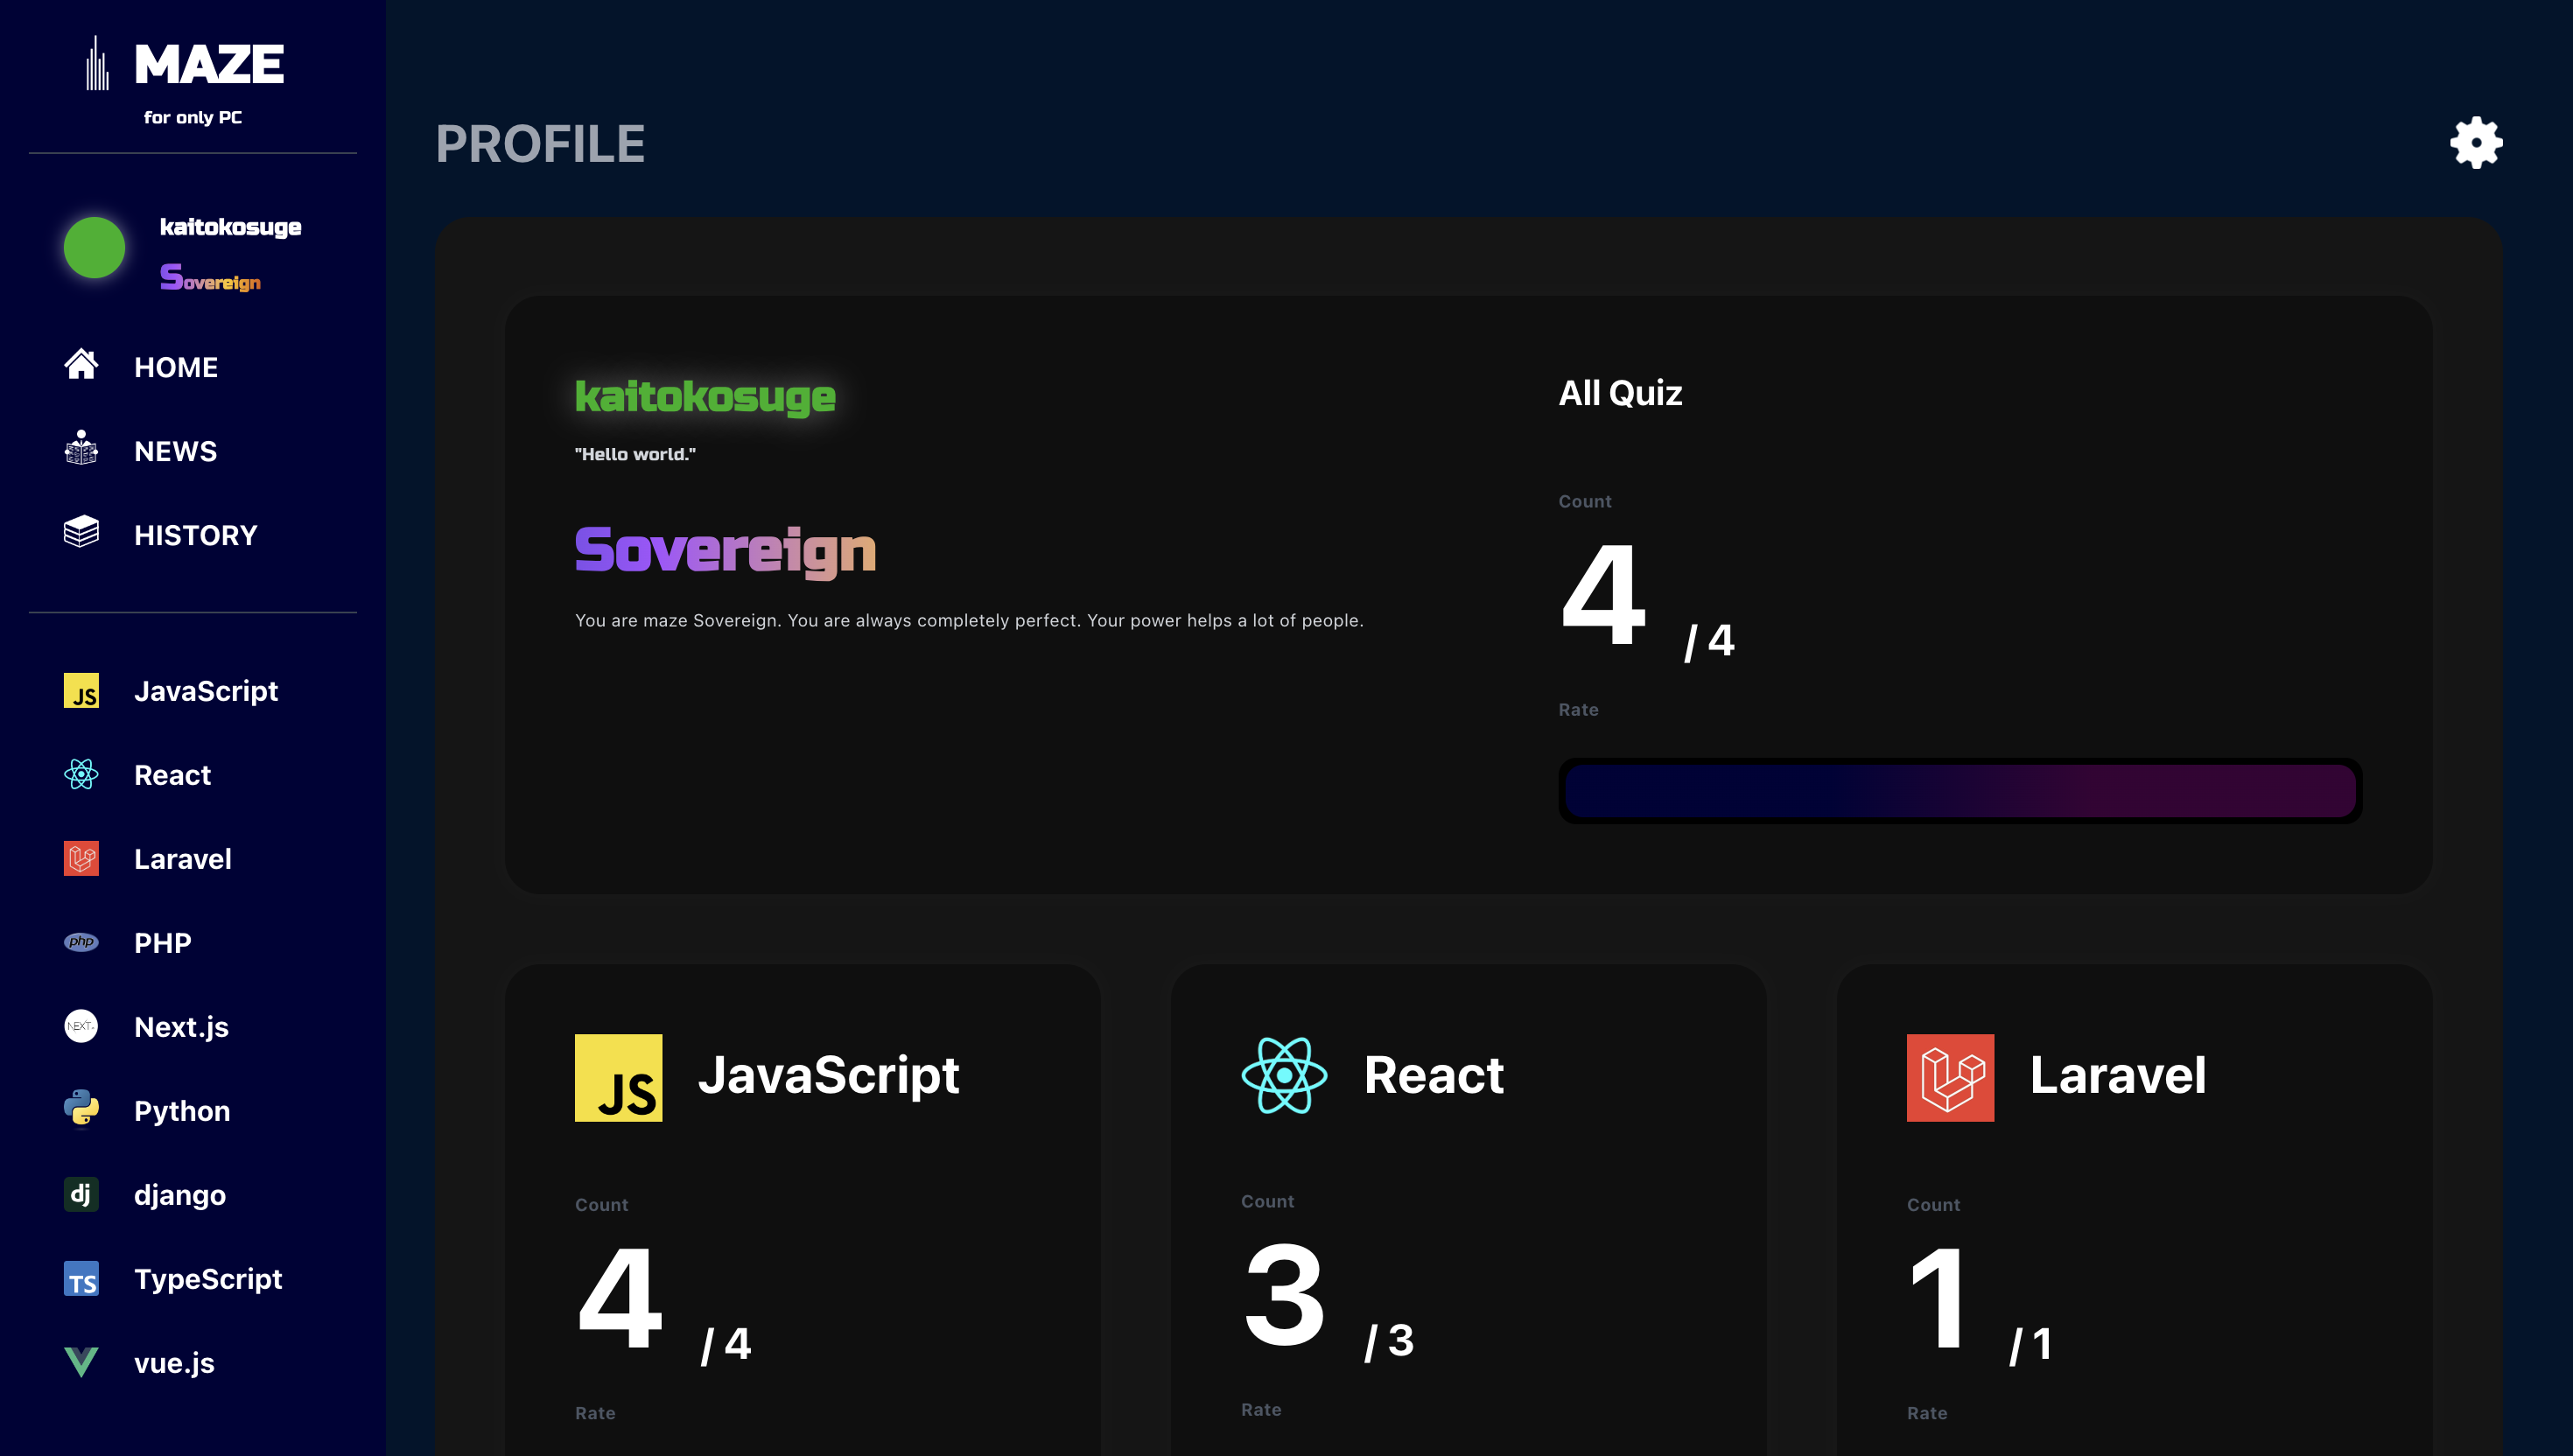 MAZE
for only PC
kaitokosuge
Sovereign
HOME
NEWS
HISTORY
JS JavaScript
React
Laravel
php PHP
NEXT. Next.js
Python
dj django
TS TypeScript
vue.js
PROFILE
kaitokosuge
"Hello world."
Sovereign
You are maze Sovereign. You are always completely perfect. Your power helps a lot of people.
All Quiz
Count
4 / 4
Rate
JS JavaScript
Count
4 / 4
Rate
React
Count
3 / 3
Rate
Laravel
Count
1 / 1
Rate